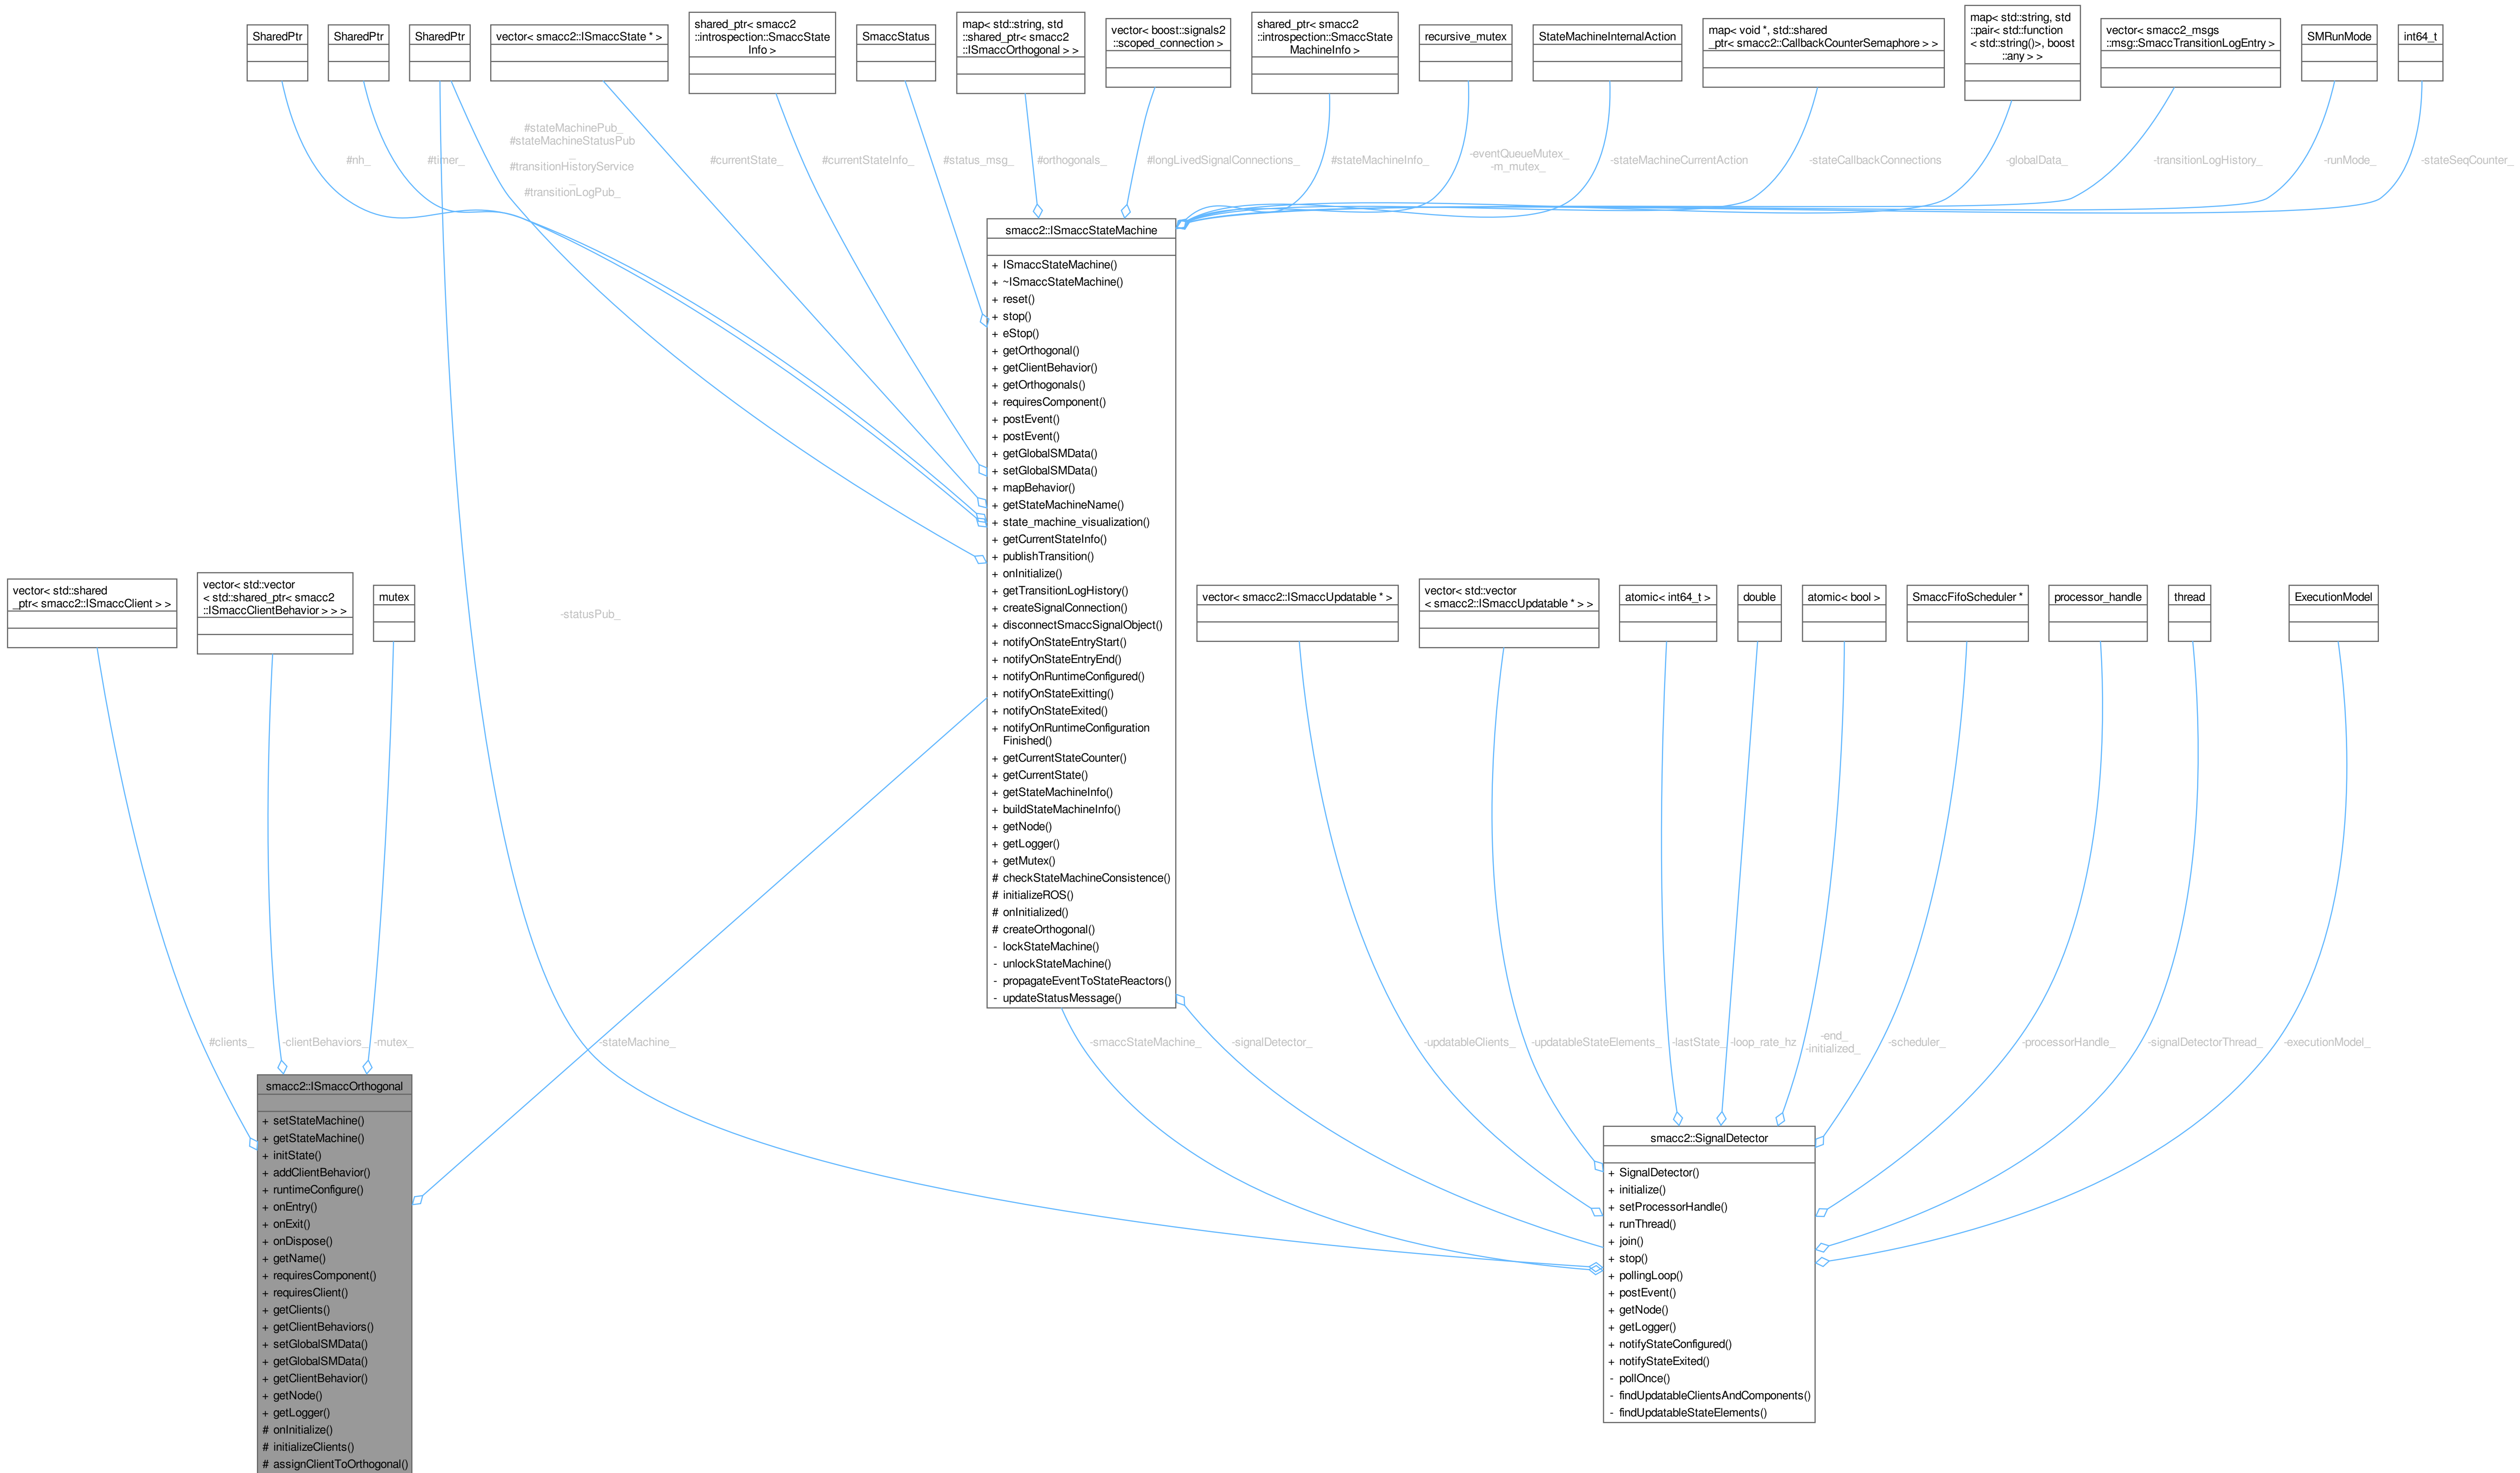 SharedPtr
SharedPtr
SharedPtr
vector< smacc2::ISmaccState * >
shared_ptr< smacc2
::introspection::SmaccState
Info >
SmaccStatus
map< std::string, std
::shared_ptr< smacc2
::ISmaccOrthogonal > >
vector< boost::signals2
::scoped_connection >
shared_ptr< smacc2
::introspection::SmaccState
MachineInfo >
recursive_mutex
StateMachineInternalAction
map< void *, std::shared
_ptr< smacc2::CallbackCounterSemaphore > >
map< std::string, std
::pair< std::function
< std::string()>, boost
::any > >
vector< smacc2_msgs
::msg::SmaccTransitionLogEntry >
SMRunMode
int64_t
#nh_
#timer_
#stateMachinePub_
#stateMachineStatusPub
_
#transitionHistoryService
_
#transitionLogPub_
#currentState_
#currentStateInfo_
#status_msg_
#orthogonals_
#longLivedSignalConnections_
#stateMachineInfo_
-eventQueueMutex_
-m_mutex_
-stateMachineCurrentAction
-stateCallbackConnections
-globalData_
-transitionLogHistory_
-runMode_
-stateSeqCounter_
smacc2::ISmaccStateMachine
+ ISmaccStateMachine()
+ ~ISmaccStateMachine()
+ reset()
+ stop()
+ eStop()
+ getOrthogonal()
+ getClientBehavior()
+ getOrthogonals()
+ requiresComponent()
+ postEvent()
+ postEvent()
+ getGlobalSMData()
+ setGlobalSMData()
+ mapBehavior()
+ getStateMachineName()
+ state_machine_visualization()
+ getCurrentStateInfo()
+ publishTransition()
+ onInitialize()
+ getTransitionLogHistory()
+ createSignalConnection()
+ disconnectSmaccSignalObject()
+ notifyOnStateEntryStart()
+ notifyOnStateEntryEnd()
+ notifyOnRuntimeConfigured()
+ notifyOnStateExitting()
+ notifyOnStateExited()
+ notifyOnRuntimeConfiguration
Finished()
+ getCurrentStateCounter()
+ getCurrentState()
+ getStateMachineInfo()
+ buildStateMachineInfo()
+ getNode()
+ getLogger()
+ getMutex()
# checkStateMachineConsistence()
# initializeROS()
# onInitialized()
# createOrthogonal()
- lockStateMachine()
- unlockStateMachine()
- propagateEventToStateReactors()
- updateStatusMessage()
vector< std::shared
_ptr< smacc2::ISmaccClient > >
vector< std::vector
< std::shared_ptr< smacc2
::ISmaccClientBehavior > > >
mutex
-statusPub_
vector< smacc2::ISmaccUpdatable * >
vector< std::vector
< smacc2::ISmaccUpdatable * > >
atomic< int64_t >
double
atomic< bool >
SmaccFifoScheduler *
processor_handle
thread
ExecutionModel
#clients_
-clientBehaviors_
-mutex_
-stateMachine_
-smaccStateMachine_
-signalDetector_
-updatableClients_
-updatableStateElements_
-lastState_
-loop_rate_hz
-end_
-initialized_
-scheduler_
-processorHandle_
-signalDetectorThread_
-executionModel_
smacc2::ISmaccOrthogonal
+ setStateMachine()
+ getStateMachine()
+ initState()
+ addClientBehavior()
+ runtimeConfigure()
+ onEntry()
+ onExit()
+ onDispose()
+ getName()
+ requiresComponent()
+ requiresClient()
+ getClients()
+ getClientBehaviors()
+ setGlobalSMData()
+ getGlobalSMData()
+ getClientBehavior()
+ getNode()
+ getLogger()
# onInitialize()
# initializeClients()
# assignClientToOrthogonal()
smacc2::SignalDetector
+ SignalDetector()
+ initialize()
+ setProcessorHandle()
+ runThread()
+ join()
+ stop()
+ pollingLoop()
+ postEvent()
+ getNode()
+ getLogger()
+ notifyStateConfigured()
+ notifyStateExited()
- pollOnce()
- findUpdatableClientsAndComponents()
- findUpdatableStateElements()